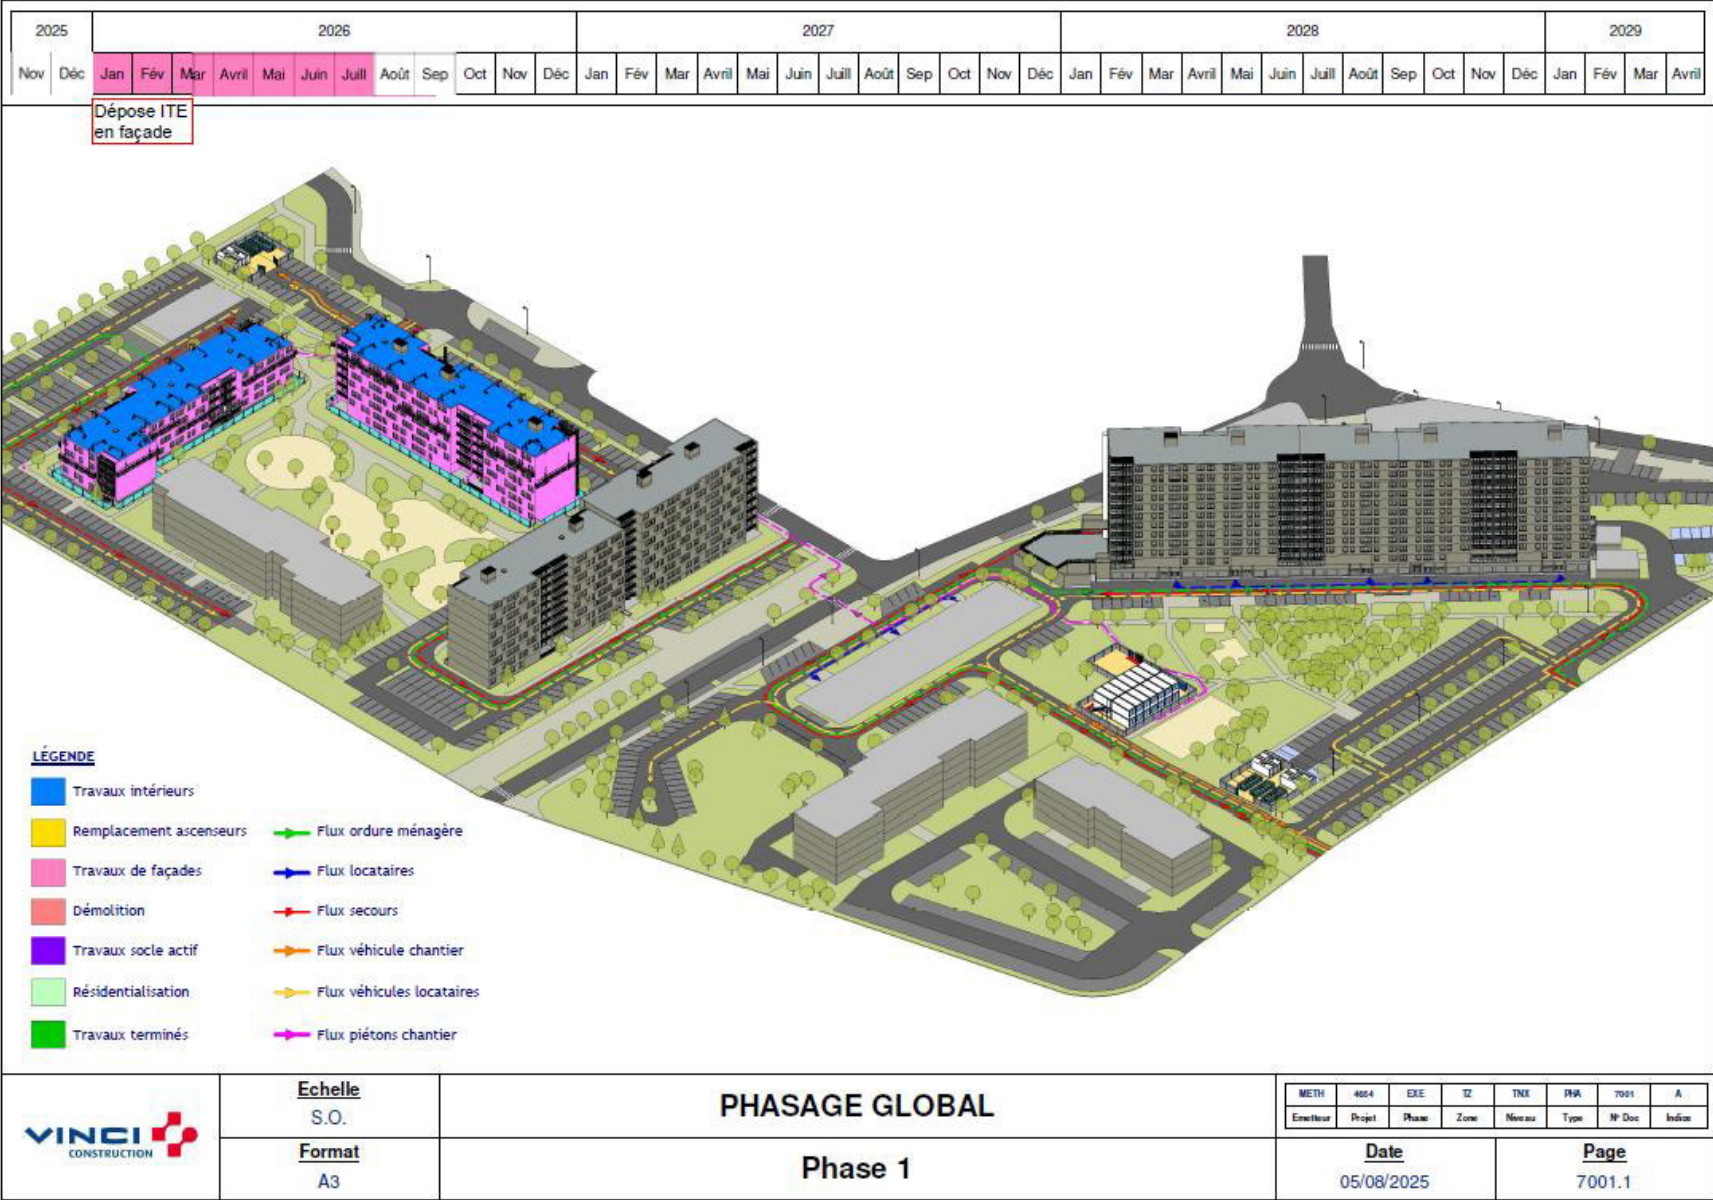 2025 2026 2027 2028 2029
Nov Déc Jan Fév Mar Avril Mai Juin Juill Août Sep Oct Nov Déc Jan Fév Mar Avril Mai Juin Juill Août Sep Oct Nov Déc Jan Fév Mar Avril Mai Juin Juill Août Sep Oct Nov Déc Jan Fév Mar Avril
Dépose ITE
en façade
LÉGENDE
Travaux intérieurs
Remplacement ascenseurs
Travaux de façades
Démolition
Travaux socle actif
Résidentialisation
Travaux terminés
Flux ordure ménagère
Flux locataires
Flux secours
Flux véhicule chantier
Flux véhicules locataires
Flux piétons chantier
VINCI
CONSTRUCTION
Echelle
S.O.
Format
A3
PHASAGE GLOBAL
Phase 1
METH 4684 EXE TZ TNX PHA 7001 A
Emetteur Projet Phase Zone Niveau Type N° Doc Indice
Date
05/08/2025
Page
7001.1